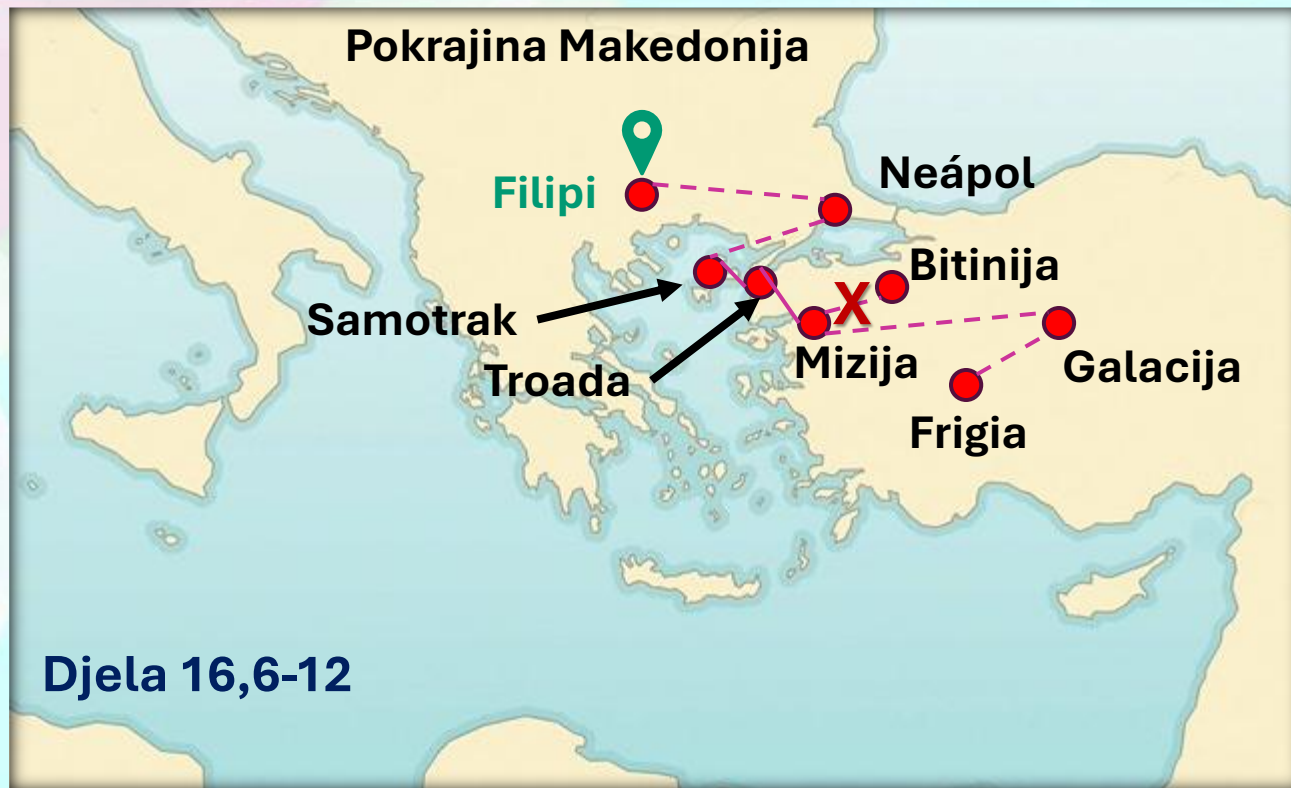 Pokrajina Makedonija
Neápol
Filipi
Bitinija
X
Samotrak
Mizija
Troada
Galacija
Frigia
Djela 16,6-12